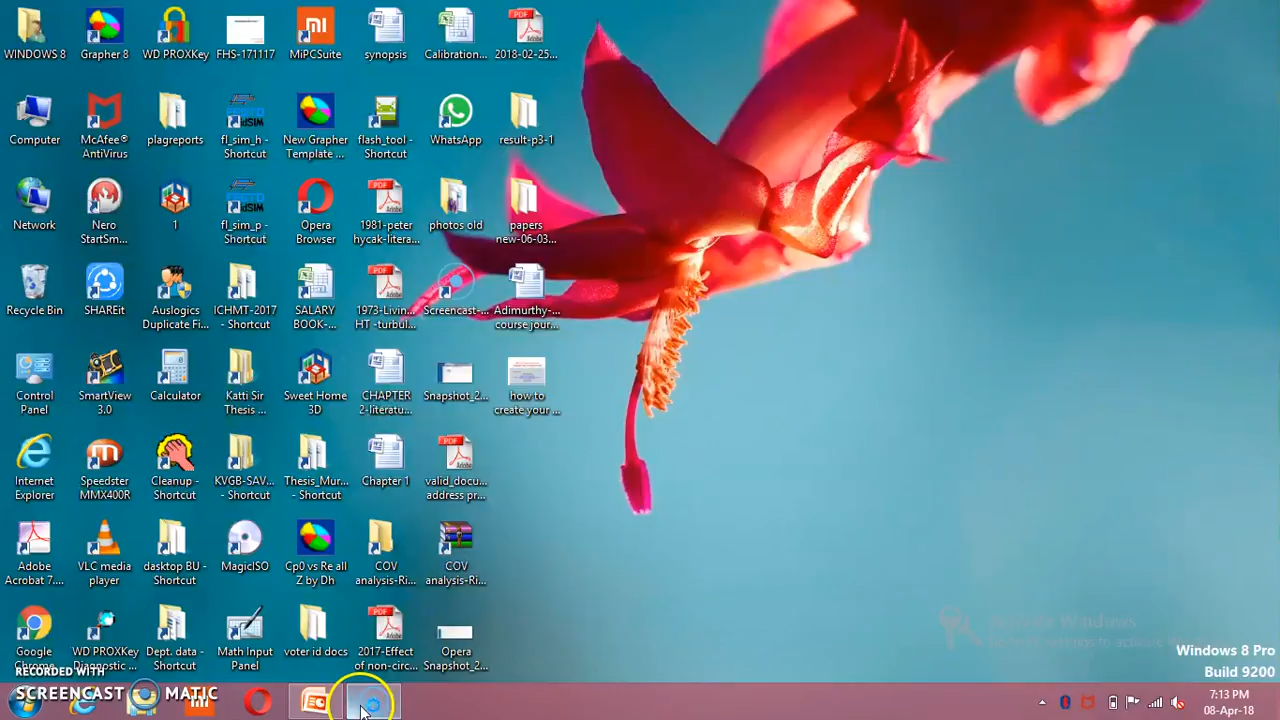 WINDOWS 8
Grapher 8
WD PROXKey
FHS-171117
MiPCSuite
synopsis
Calibration...
2018-02-25...
Computer
McAfee®
AntiVirus
plagreports
fl_sim_h -
Shortcut
New Grapher
Template ...
flash_tool -
Shortcut
WhatsApp
result-p3-1
Network
Nero
StartSm...
1
fl_sim_p -
Shortcut
Opera
Browser
1981-peter
hycak-litera...
photos old
papers
new-06-03...
Recycle Bin
SHAREit
Auslogics
Duplicate Fi...
ICHMT-2017
- Shortcut
SALARY
BOOK-...
1973-Livin...
HT -turbul...
Screencast-...
Adimurthy-...
course jour...
Control
Panel
SmartView
3.0
Calculator
Katti Sir
Thesis ...
Sweet Home
3D
CHAPTER
2-literatu...
Snapshot_2...
how to
create your ...
Internet
Explorer
Speedster
MMX400R
Cleanup -
Shortcut
KVGB-SAV...
- Shortcut
Thesis_Mur...
- Shortcut
Chapter 1
valid_docu...
address pr...
Adobe
Acrobat 7....
VLC media
player
dasktop BU -
Shortcut
MagicISO
Cp0 vs Re all
Z by Dh
COV
analysis-Ri...
COV
analysis-Ri...
Google
Chrome
WD PROXKey
Diagnostic ...
Dept. data -
Shortcut
Math Input
Panel
voter id docs
2017-Effect
of non-circ...
Opera
Snapshot_2...
Activate Windows
Windows 8 Pro
Build 9200
RECORDED WITH
SCREENCAST MATIC
7:13 PM
08-Apr-18